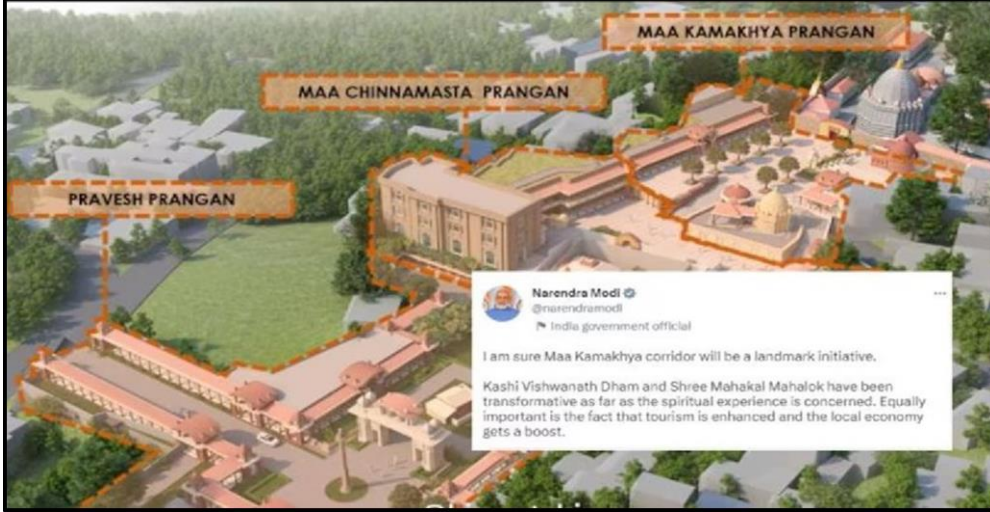 MAA KAMAKHYA PRANGAN
MAA CHINNAMASTA PRANGAN
PRAVESH PRANGAN
Narendra Modi
@narendramodi
India government official
I am sure Maa Kamakhya corridor will be a landmark initiative.
Kashi Vishwanath Dham and Shree Mahakal Mahalok have been
transformative as far as the spiritual experience is concerned. Equally
important is the fact that tourism is enhanced and the local economy
gets a boost.